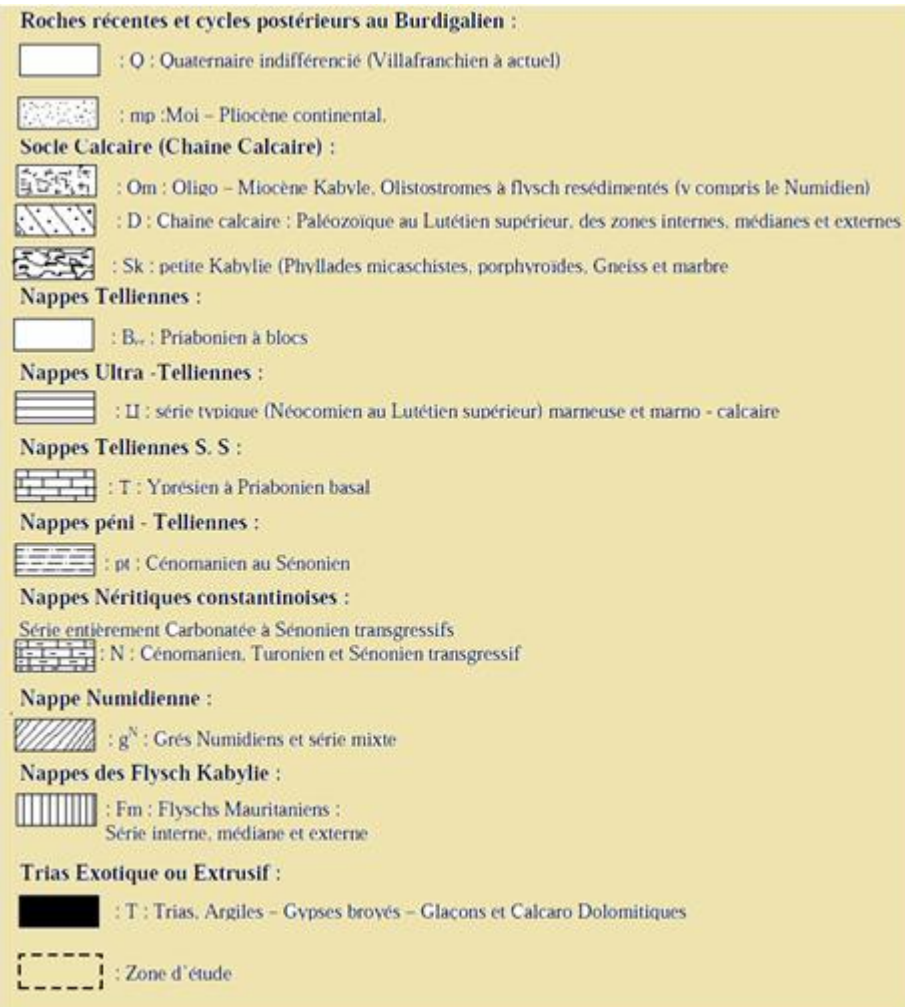 Roches récentes et cycles postérieurs au Burdigalien :
: Q : Quaternaire indifférencié (Villafranchien à actuel)
: mp :Moi – Pliocène continental.
Socle Calcaire (Chaine Calcaire) :
: Om : Oligo – Miocène Kabyle, Olistostromes à flysch resédimentés (y compris le Numidien)
: D : Chaine calcaire : Paléozoïque au Lutétien supérieur, des zones internes, médianes et externes
: Sk : petite Kabylie (Phyllades micaschistes, porphyroïdes, Gneiss et marbre
Nappes Telliennes :
: Priabonien à blocs
Nappes Ultra -Telliennes :
: U : série typique (Néocomien au Lutétien supérieur) marneuse et marno - calcaire
Nappes Telliennes S. S :
: T : Yprésien à Priabonien basal
Nappes péni - Telliennes :
: pt : Cénomanien au Sénonien
Nappes Néritiques constantinoises :
Série entièrement Carbonatée à Sénonien transgressifs
: N : Cénomanien, Turonien et Sénonien transgressif
Nappe Numidienne :
: gᴺ : Grés Numidiens et série mixte
Nappes des Flysch Kabylie :
: Fm : Flyschs Mauritaniens :
Série interne, médiane et externe
Trias Exotique ou Extrusif :
: T : Trias, Argiles – Gypses broyés – Glaçons et Calcaro Dolomitiques
: Zone d'étude